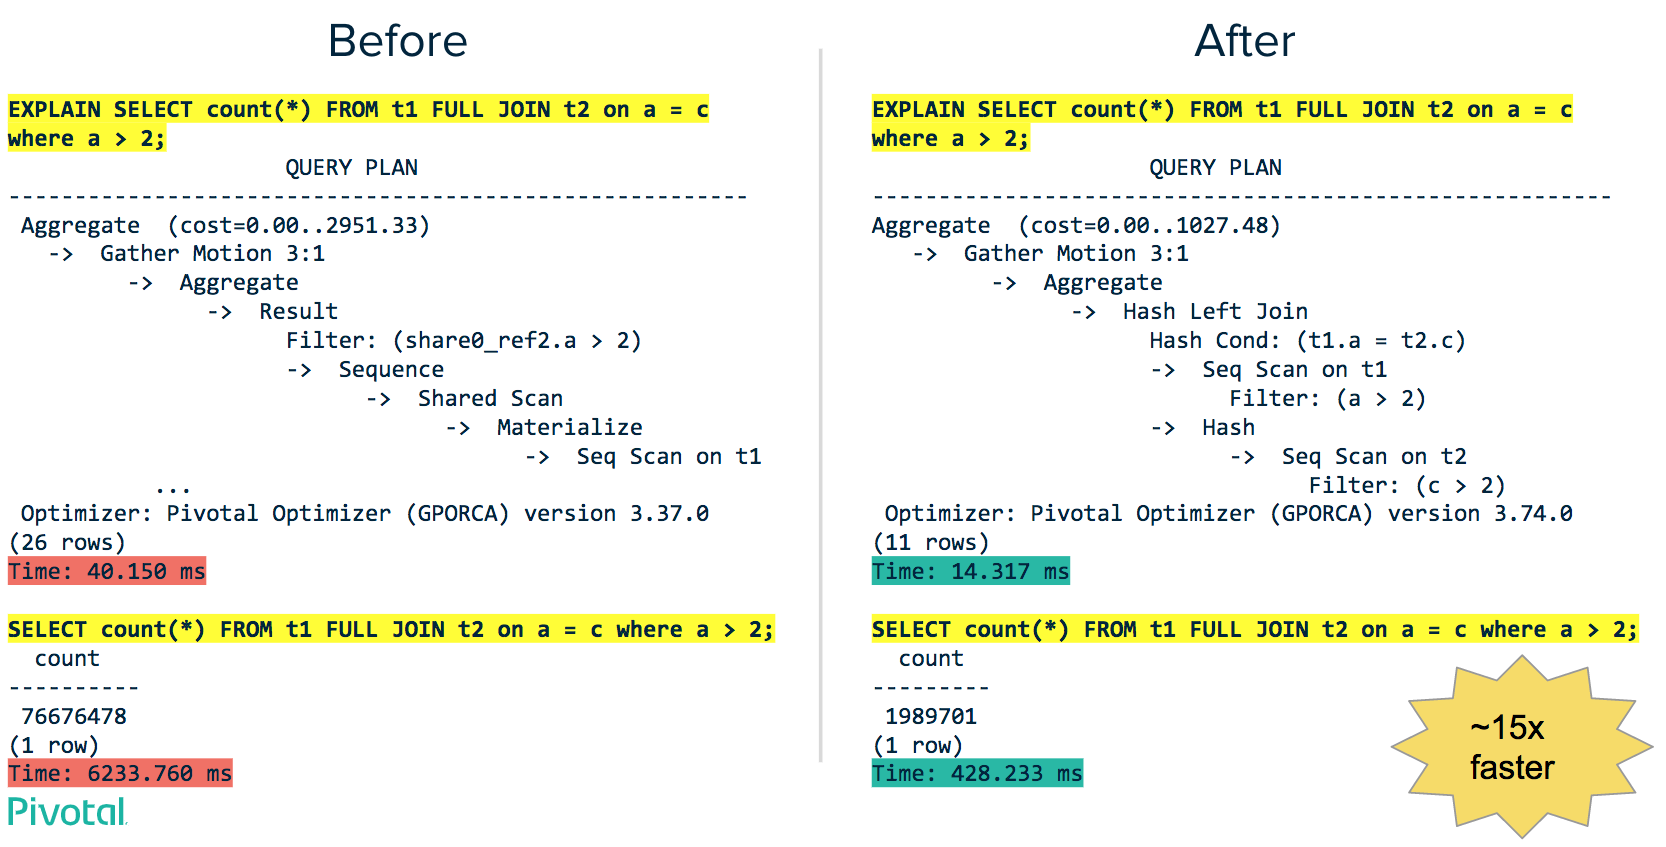 Before
EXPLAIN SELECT count(*) FROM t1 FULL JOIN t2 on a = c
where a > 2;
QUERY PLAN
--------------------------------------------------------
Aggregate  (cost=0.00..2951.33)
->  Gather Motion 3:1
->  Aggregate
->  Result
Filter: (share0_ref2.a > 2)
->  Sequence
->  Shared Scan
->  Materialize
->  Seq Scan on t1
...
Optimizer: Pivotal Optimizer (GPORCA) version 3.37.0
(26 rows)
Time: 40.150 ms
SELECT count(*) FROM t1 FULL JOIN t2 on a = c where a > 2;
count
----------
76676478
(1 row)
Time: 6233.760 ms
Pivotal
After
EXPLAIN SELECT count(*) FROM t1 FULL JOIN t2 on a = c
where a > 2;
QUERY PLAN
--------------------------------------------------------
Aggregate  (cost=0.00..1027.48)
->  Gather Motion 3:1
->  Aggregate
->  Hash Left Join
Hash Cond: (t1.a = t2.c)
->  Seq Scan on t1
Filter: (a > 2)
->  Hash
->  Seq Scan on t2
Filter: (c > 2)
Optimizer: Pivotal Optimizer (GPORCA) version 3.74.0
(11 rows)
Time: 14.317 ms
SELECT count(*) FROM t1 FULL JOIN t2 on a = c where a > 2;
count
---------
1989701
(1 row)
Time: 428.233 ms
~15x
faster